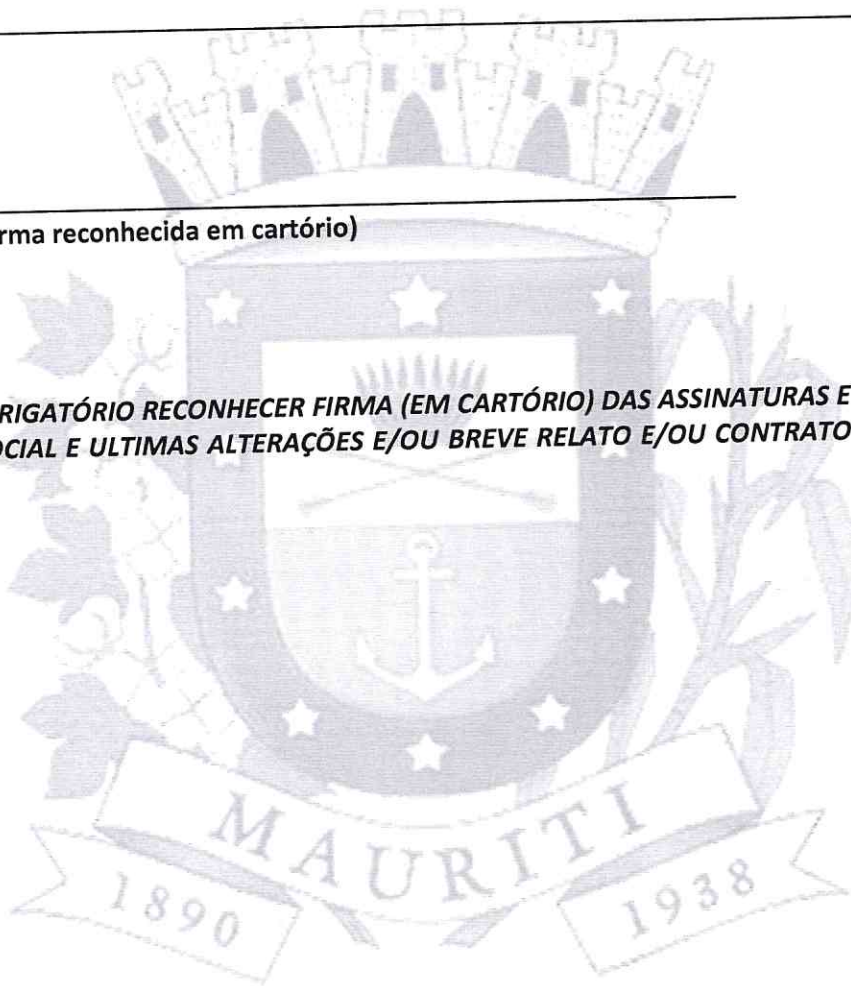 rma reconhecida em cartório)
RIGATÓRIO RECONHECER FIRMA (EM CARTÓRIO) DAS ASSINATURAS E
OCIAL E ULTIMAS ALTERAÇÕES E/OU BREVE RELATO E/OU CONTRATO
MAURITI
1890
1938